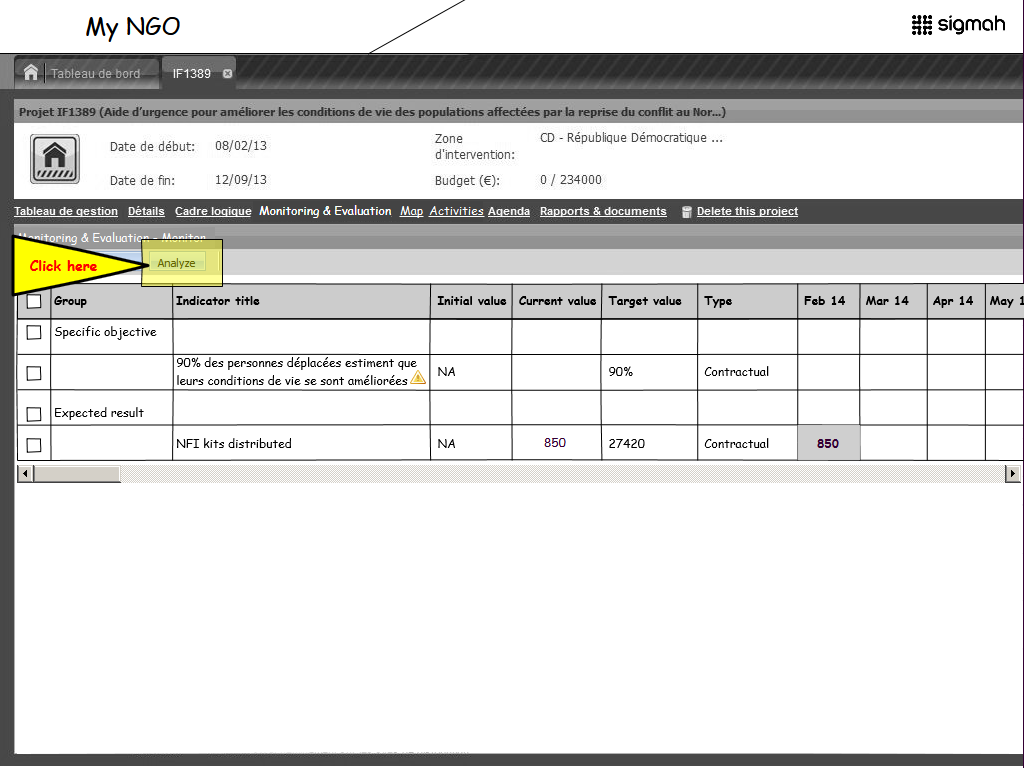 My NGO
sigmah
Tableau de bord
IF1389
Projet IF1389 (Aide d'urgence pour améliorer les conditions de vie des populations affectées par la reprise du conflit au Nor...)
Date de début: 08/02/13
Zone d'intervention: CD - République Démocratique ...
Date de fin: 12/09/13
Budget (€): 0 / 234000
Tableau de gestion Détails Cadre logique Monitoring & Evaluation Map Activities Agenda Rapports & documents Delete this project
Monitoring & Evaluation - Monitor
Click here
Analyze
Group Indicator title Initial value Current value Target value Type Feb 14 Mar 14 Apr 14 May 1
Specific objective
90% des personnes déplacées estiment que
leurs conditions de vie se sont améliorées
NA 90% Contractual
Expected result
NFI kits distributed NA 850 27420 Contractual 850